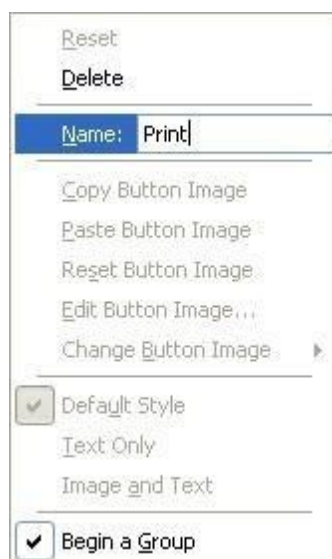 Reset
Delete
Name: Print
Copy Button Image
Paste Button Image
Reset Button Image
Edit Button Image...
Change Button Image
Default Style
Text Only
Image and Text
Begin a Group